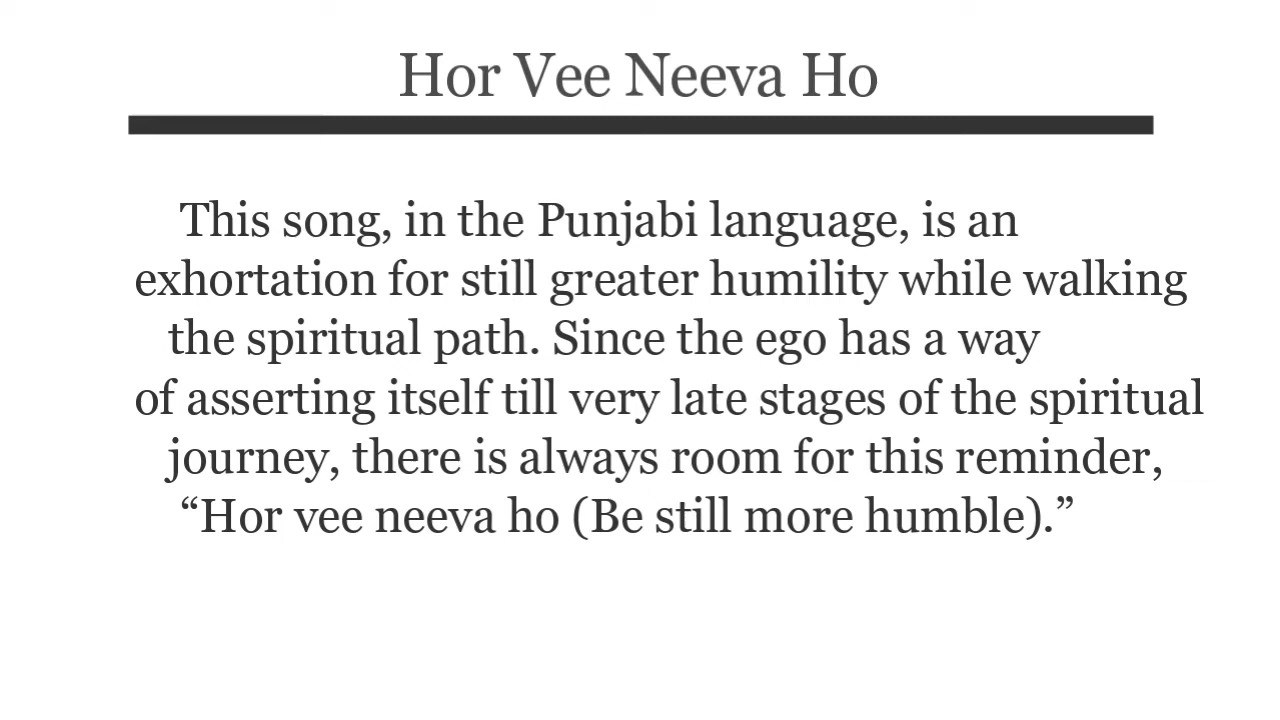 Hor Vee Neeva Ho
This song, in the Punjabi language, is an
exhortation for still greater humility while walking
the spiritual path. Since the ego has a way
of asserting itself till very late stages of the spiritual
journey, there is always room for this reminder,
“Hor vee neeva ho (Be still more humble).”